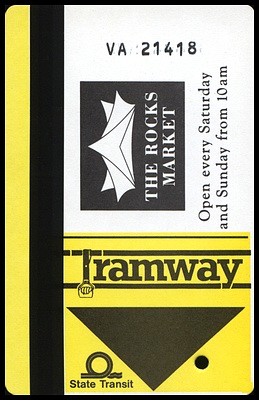 VA 21418
THE ROCKS
MARKET
Open every Saturday
and Sunday from 10am
Tramway
State Transit